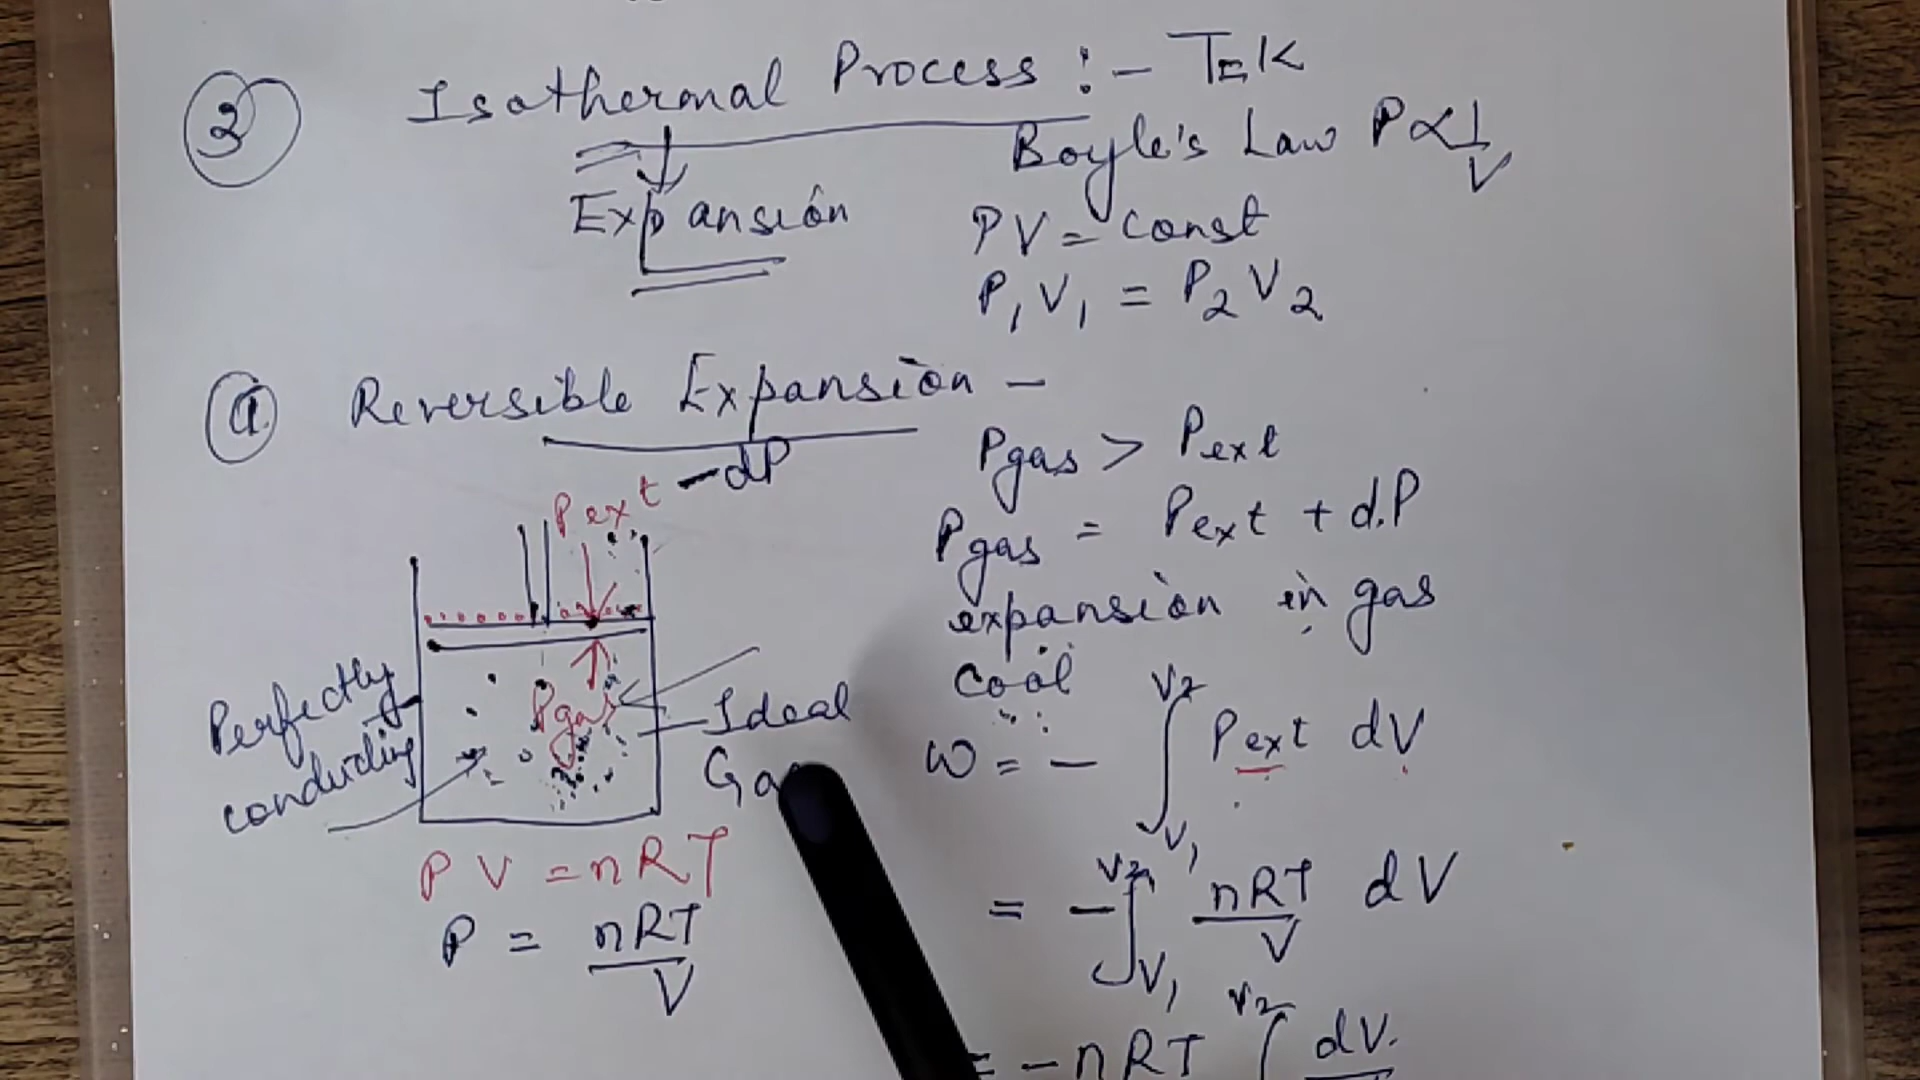 3
Isothermal Process :- T=K
Expansion
Boyle's Law P ∝ 1/V
PV = Const
P₁V₁ = P₂V₂
a Reversible Expansion -
Pext - dP
Pgas
Perfectly
conducting
Ideal
Ga
PV = nRT
P = nRT/V
Pgas > Pext
Pgas = Pext + d.P
expansion in gas
Cool
W = - ∫V₁V₂ Pext dV
= - ∫V₁V₂ nRT/V dV
= - nRT ∫V₂ dV